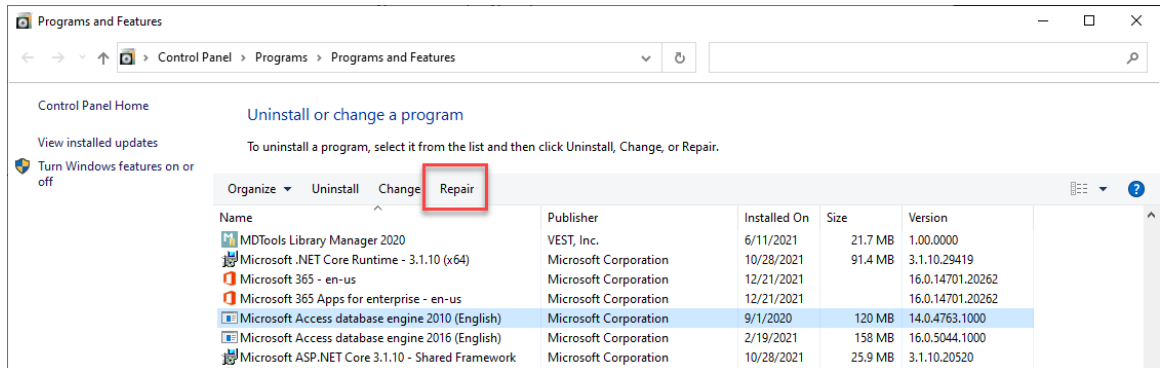 Programs and Features
Control Panel > Programs > Programs and Features
Control Panel Home
View installed updates
Turn Windows features on or
off
Uninstall or change a program
To uninstall a program, select it from the list and then click Uninstall, Change, or Repair.
Organize Uninstall Change Repair
Name Publisher Installed On Size Version
MDTools Library Manager 2020 VEST, Inc. 6/11/2021 21.7 MB 1.00.0000
Microsoft .NET Core Runtime - 3.1.10 (x64) Microsoft Corporation 10/28/2021 91.4 MB 3.1.10.29419
Microsoft 365 - en-us Microsoft Corporation 12/21/2021 16.0.14701.20262
Microsoft 365 Apps for enterprise - en-us Microsoft Corporation 12/21/2021 16.0.14701.20262
Microsoft Access database engine 2010 (English) Microsoft Corporation 9/1/2020 120 MB 14.0.4763.1000
Microsoft Access database engine 2016 (English) Microsoft Corporation 2/19/2021 158 MB 16.0.5044.1000
Microsoft ASP.NET Core 3.1.10 - Shared Framework Microsoft Corporation 10/28/2021 25.9 MB 3.1.10.20520